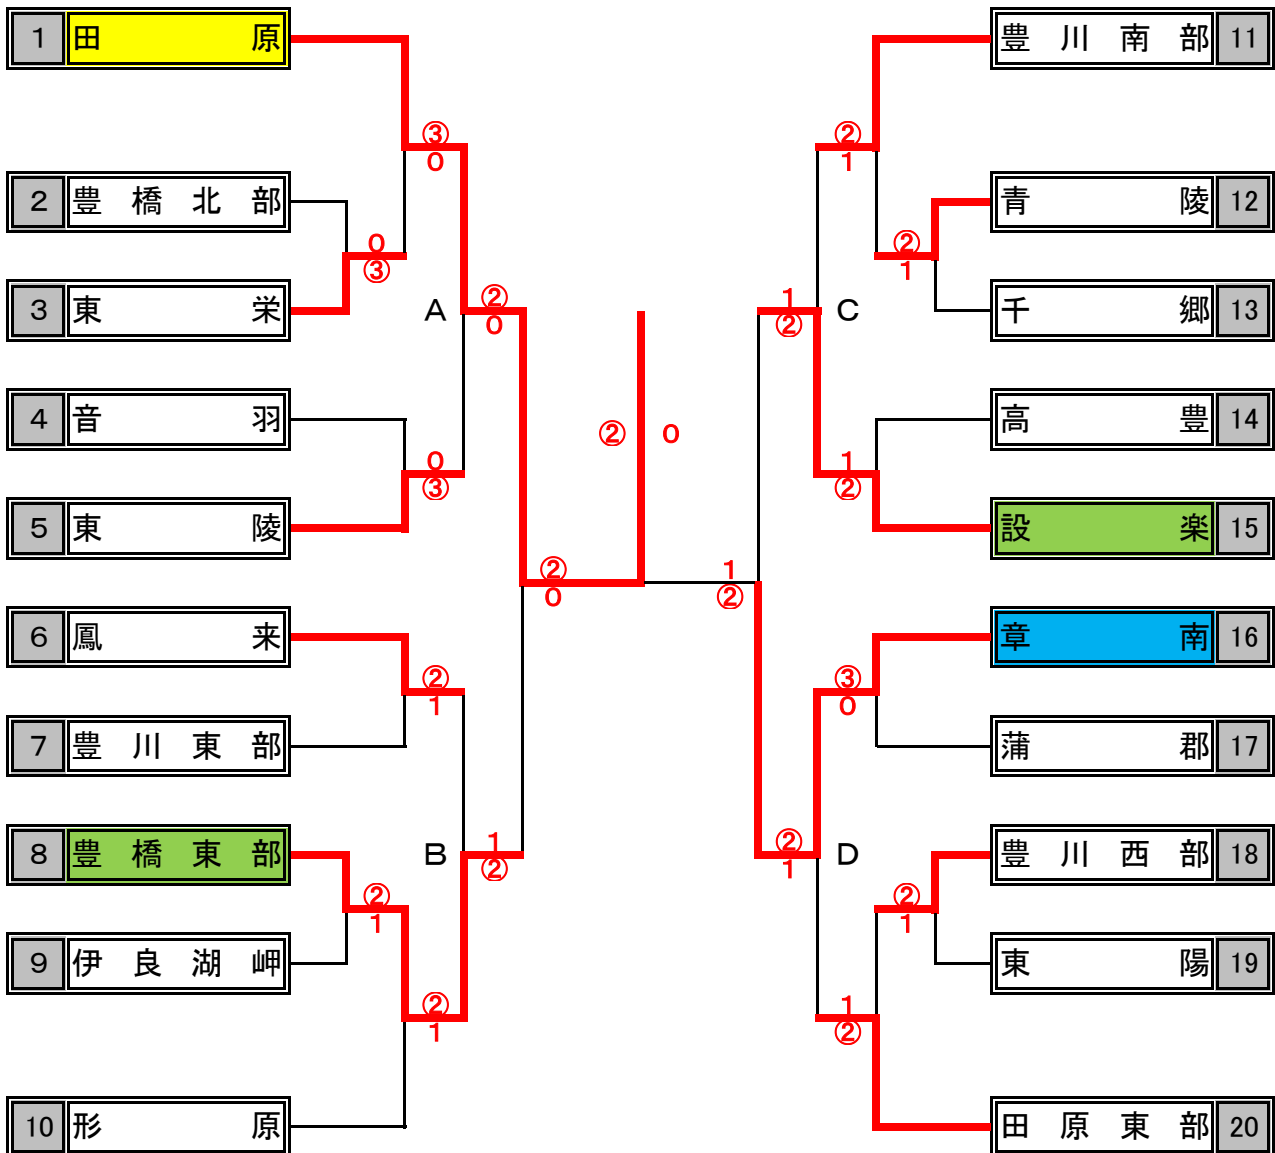 1 田原
③
0
2 豊橋北部
0
③
3 東栄
A
②
0
4 音羽
0
③
5 東陵
6 鳳来
②
1
7 豊川東部
8 豊橋東部
B
1
②
②
1
9 伊良湖岬
②
1
10 形原
②
0
② 0
1
②
豊川南部 11
②
1
青陵 12
②
1
千郷 13
1
②
C
高豊 14
1
②
設楽 15
章南 16
③
0
蒲郡 17
豊川西部 18
②
1
D
②
1
東陽 19
1
②
田原東部 20